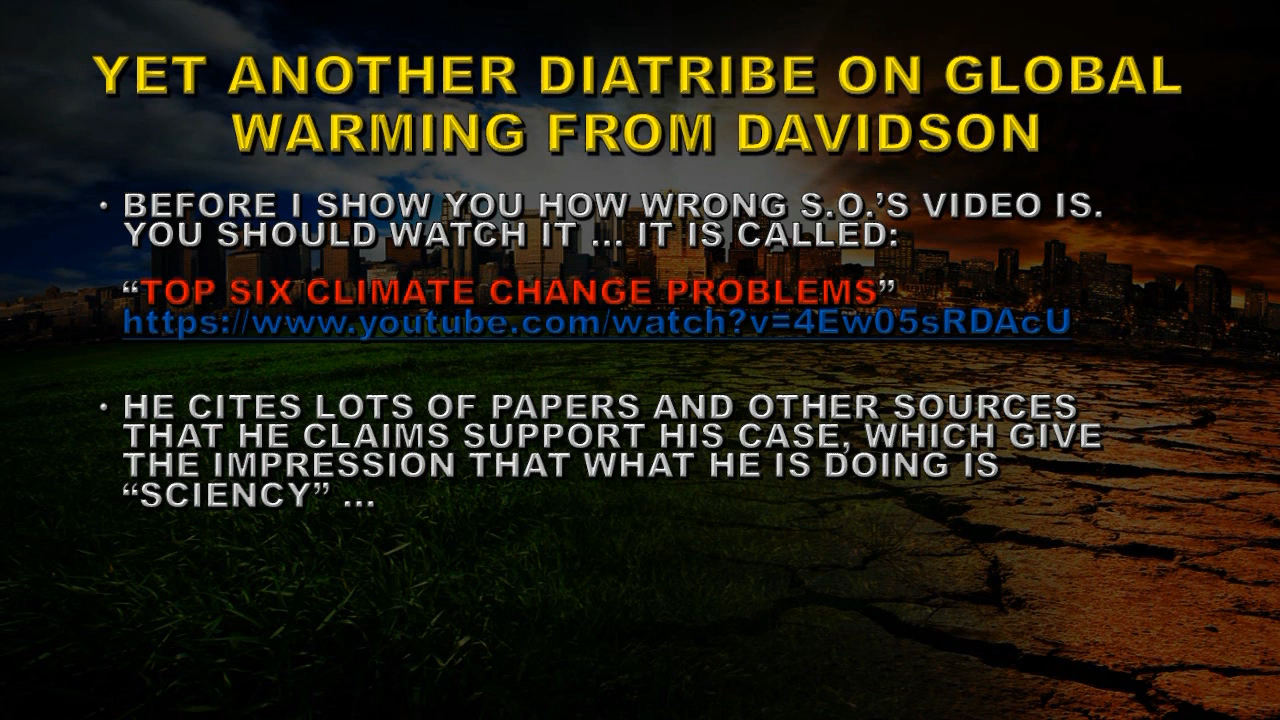 YET ANOTHER DIATRIBE ON GLOBAL
WARMING FROM DAVIDSON
• BEFORE I SHOW YOU HOW WRONG S.O.'S VIDEO IS.
YOU SHOULD WATCH IT ... IT IS CALLED:
“TOP SIX CLIMATE CHANGE PROBLEMS”
https://www.youtube.com/watch?v=4Ew05sRDAcU
• HE CITES LOTS OF PAPERS AND OTHER SOURCES
THAT HE CLAIMS SUPPORT HIS CASE, WHICH GIVE
THE IMPRESSION THAT WHAT HE IS DOING IS
“SCIENCY” ...